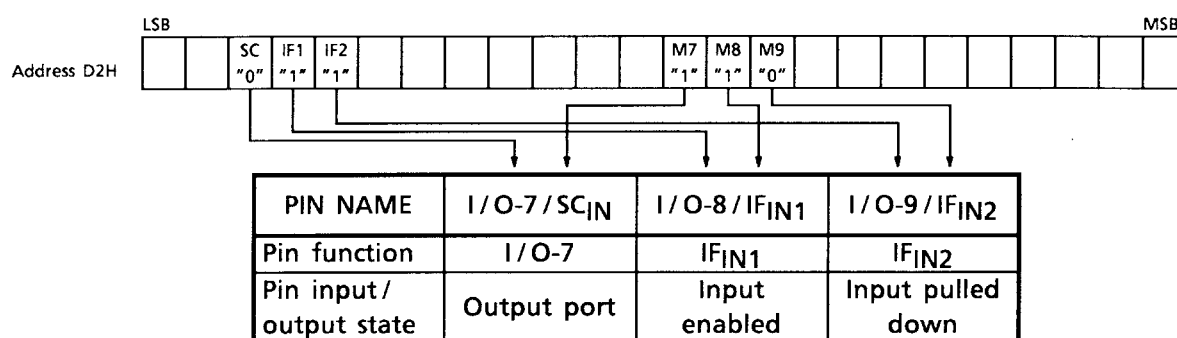 LSB MSB
SC IF1 IF2 M7 M8 M9
Address D2H
"0" "1" "1" "1" "1" "0"
PIN NAME I/O-7/SCIN I/O-8/IFIN1 I/O-9/IFIN2
Pin function I/O-7 IFIN1 IFIN2
Pin input/ Output port Input Input pulled
output state enabled down